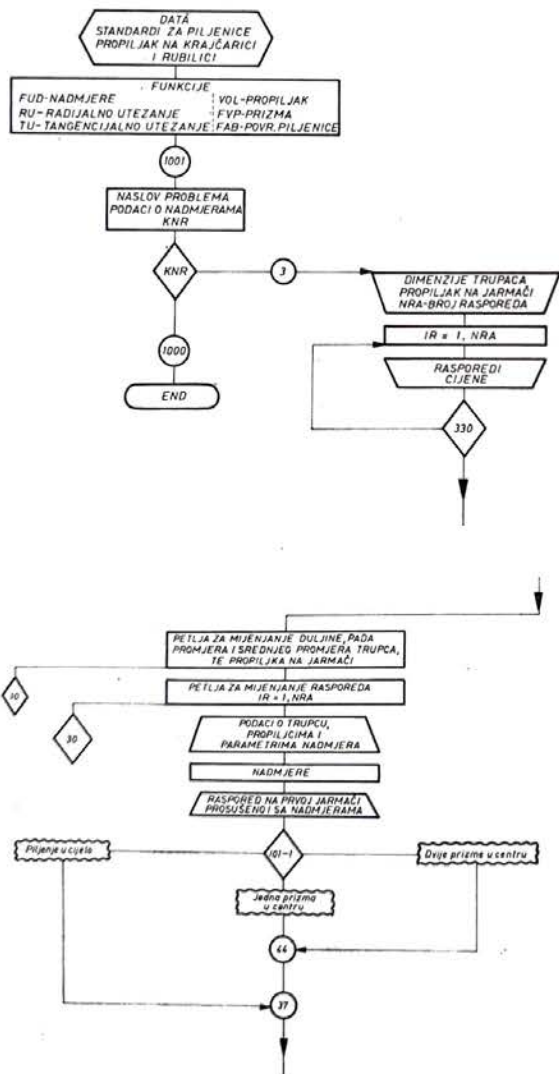 DATA
STANDARDI ZA PILJENICE
PROPILJAK NA KRAJČARICI
I RUBILICI
FUNKCIJE
FUD-NADMJERE
VOL-PROPILJAK
RU-RADIJALNO UTEZANJE
FVP-PRIZMA
TU-TANGENCIJALNO UTEZANJE
FAB-POVR. PILJENICE
1001
NASLOV PROBLEMA
PODACI O NADMJERAMA
KNR
KNR
3
DIMENZIJE TRUPACA
PROPILJAK NA JARMAČI
NRA-BROJ RASPOREDA
IR = 1, NRA
1000
RASPOREDI
CIJENE
END
330
PETLJA ZA MIJENJANJE DULJINE, PADA
PROMJERA I SREDNJEG PROMJERA TRUPCA,
TE PROPILJKA NA JARMAČI
10
PETLJA ZA MIJENJANJE RASPOREDA
IR = 1, NRA
30
PODACI O TRUPCU,
PROPILJCIMA I
PARAMETRIMA NADMJERA
NADMJERE
RASPORED NA PRVOJ JARMAČI
PROSUŠENO I SA NADMJERAMA
Piljenje u cijelo
101-1
Dvije prizme u centru
Jedna prizma
u centru
44
37